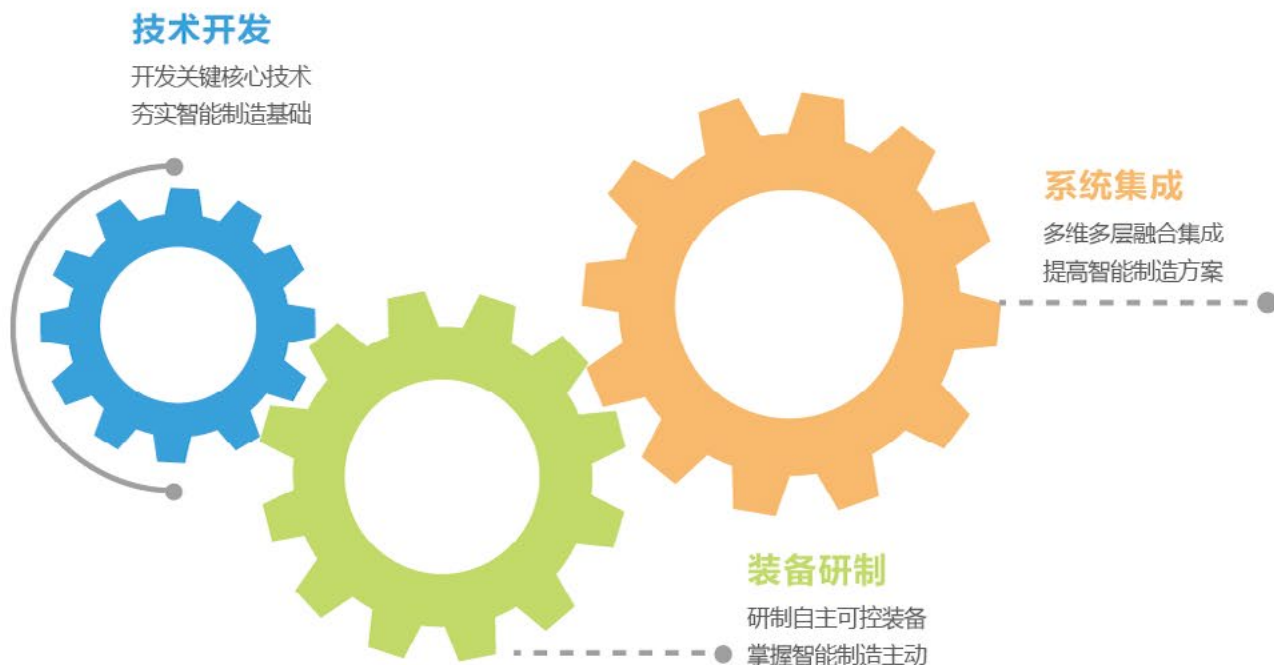 技术开发
开发关键核心技术
夯实智能制造基础
系统集成
多维多层融合集成
提高智能制造方案
装备研制
研制自主可控装备
掌握智能制造主动